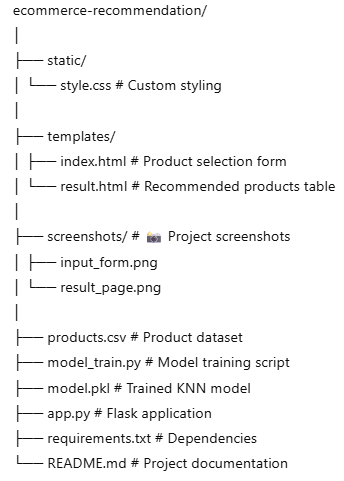 ecommerce-recommendation/
│
├── static/
│ └── style.css # Custom styling
│
├── templates/
│ ├── index.html # Product selection form
│ └── result.html # Recommended products table
│
├── screenshots/ # 📸 Project screenshots
│ ├── input_form.png
│ └── result_page.png
│
├── products.csv # Product dataset
├── model_train.py # Model training script
├── model.pkl # Trained KNN model
├── app.py # Flask application
├── requirements.txt # Dependencies
└── README.md # Project documentation